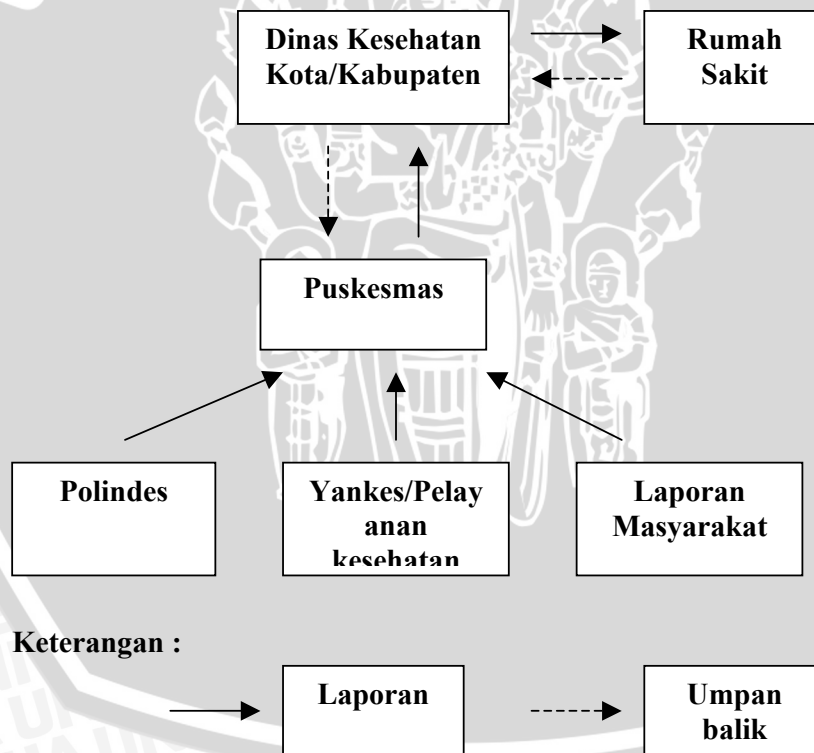 Dinas Kesehatan
Kota/Kabupaten
Rumah
Sakit
Puskesmas
Polindes
Yankes/Pelay
anan
kesehatan
Laporan
Masyarakat
Keterangan :
Laporan
Umpan
balik